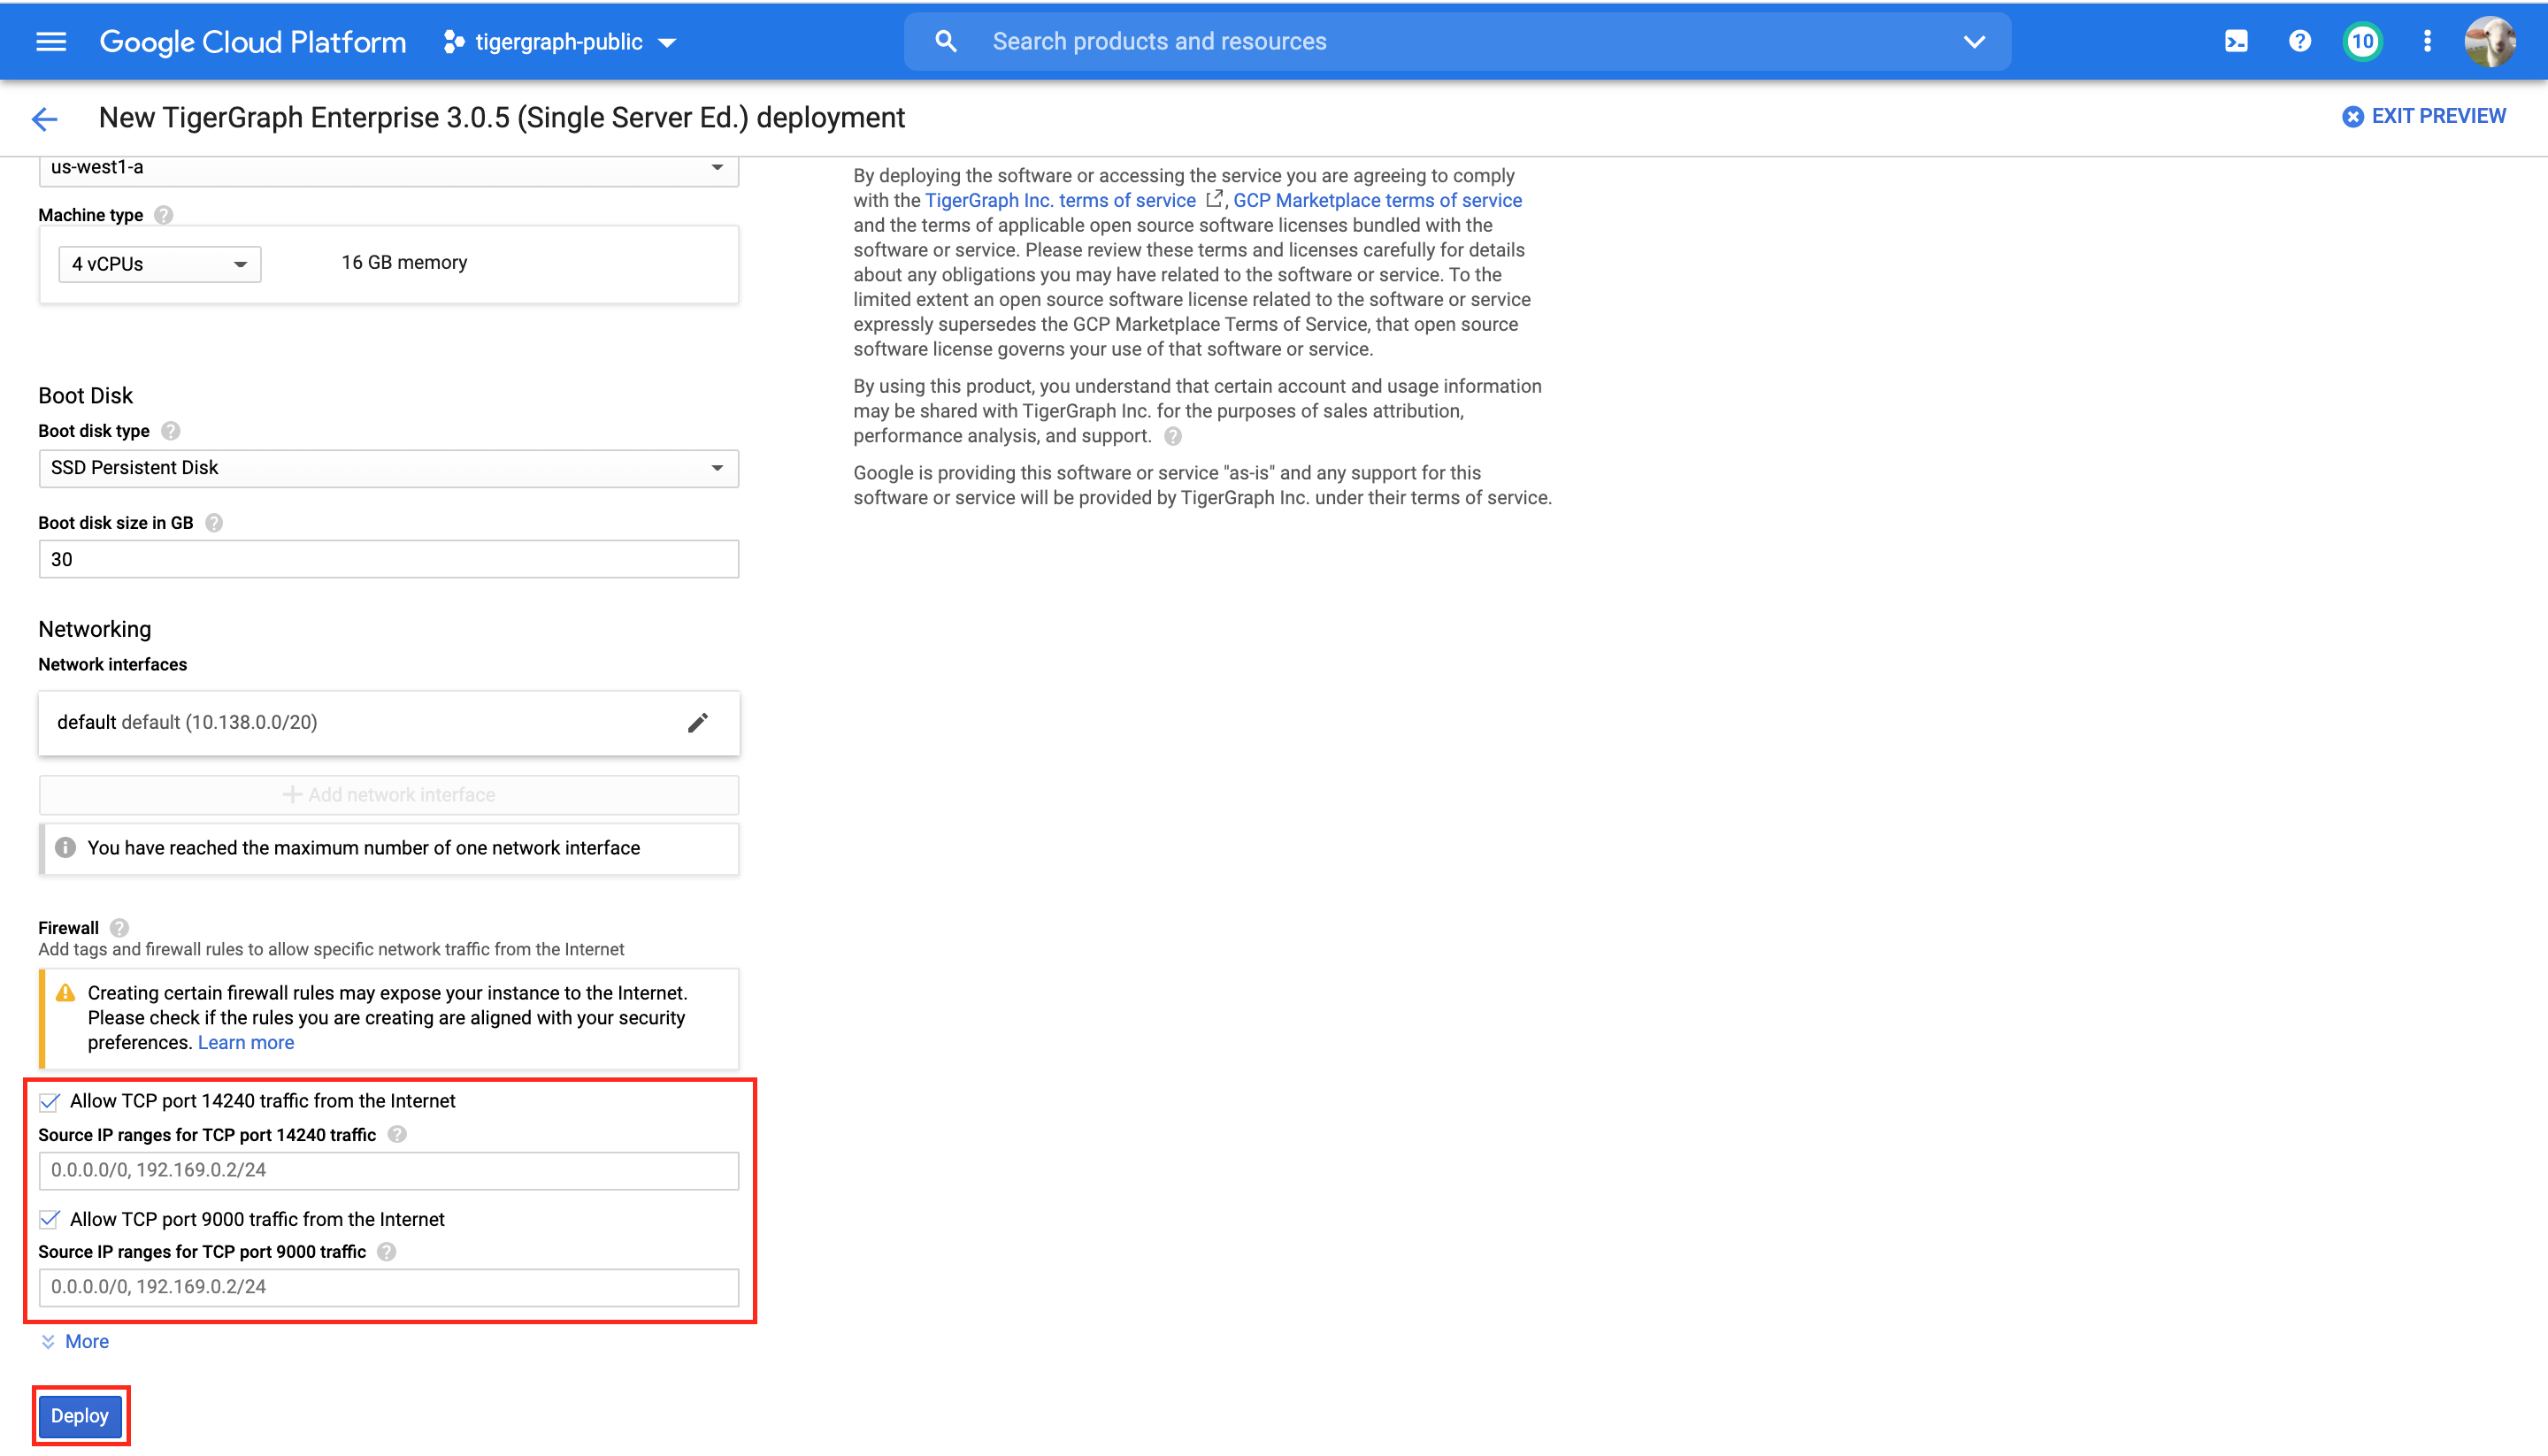 Google Cloud Platform
tigergraph-public
Search products and resources
10
New TigerGraph Enterprise 3.0.5 (Single Server Ed.) deployment
EXIT PREVIEW
us-west1-a
Machine type
4 vCPUs
16 GB memory
Boot Disk
Boot disk type
SSD Persistent Disk
Boot disk size in GB
30
Networking
Network interfaces
default default (10.138.0.0/20)
Add network interface
You have reached the maximum number of one network interface
Firewall
Add tags and firewall rules to allow specific network traffic from the Internet
Creating certain firewall rules may expose your instance to the Internet.
Please check if the rules you are creating are aligned with your security
preferences. Learn more
Allow TCP port 14240 traffic from the Internet
Source IP ranges for TCP port 14240 traffic
0.0.0.0/0, 192.169.0.2/24
Allow TCP port 9000 traffic from the Internet
Source IP ranges for TCP port 9000 traffic
0.0.0.0/0, 192.169.0.2/24
More
Deploy
By deploying the software or accessing the service you are agreeing to comply
with the TigerGraph Inc. terms of service, GCP Marketplace terms of service
and the terms of applicable open source software licenses bundled with the
software or service. Please review these terms and licenses carefully for details
about any obligations you may have related to the software or service. To the
limited extent an open source software license related to the software or service
expressly supersedes the GCP Marketplace Terms of Service, that open source
software license governs your use of that software or service.
By using this product, you understand that certain account and usage information
may be shared with TigerGraph Inc. for the purposes of sales attribution,
performance analysis, and support.
Google is providing this software or service "as-is" and any support for this
software or service will be provided by TigerGraph Inc. under their terms of service.